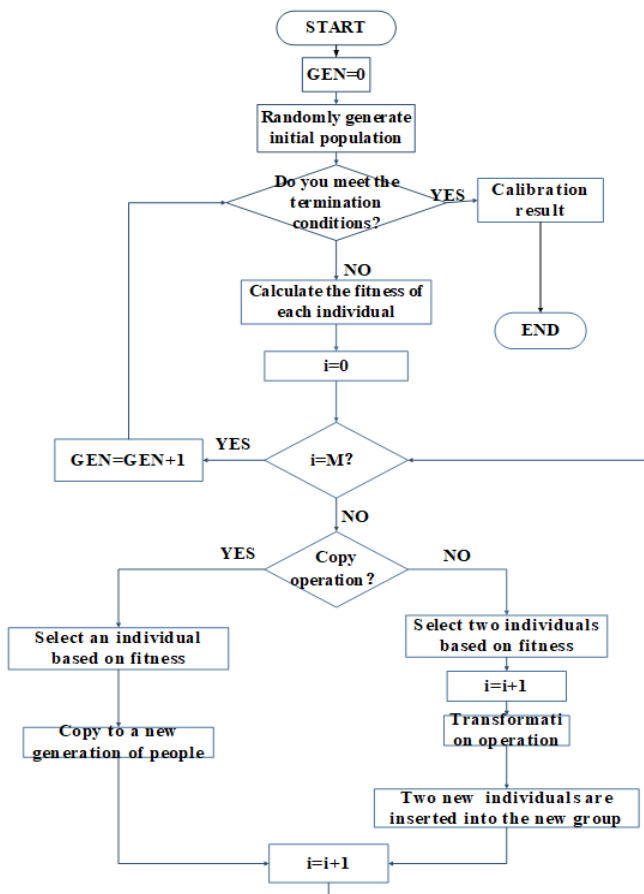 START
GEN=0
Randomly generate
initial population
Do you meet the
termination
conditions?
YES
Calibration
result
END
NO
Calculate the fitness of
each individual
i=0
i=M?
YES
GEN=GEN+1
NO
Copy
operation?
YES
NO
Select an individual
based on fitness
Select two individuals
based on fitness
i=i+1
Copy to a new
generation of people
Transformati
on operation
Two new individuals are
inserted into the new group
i=i+1